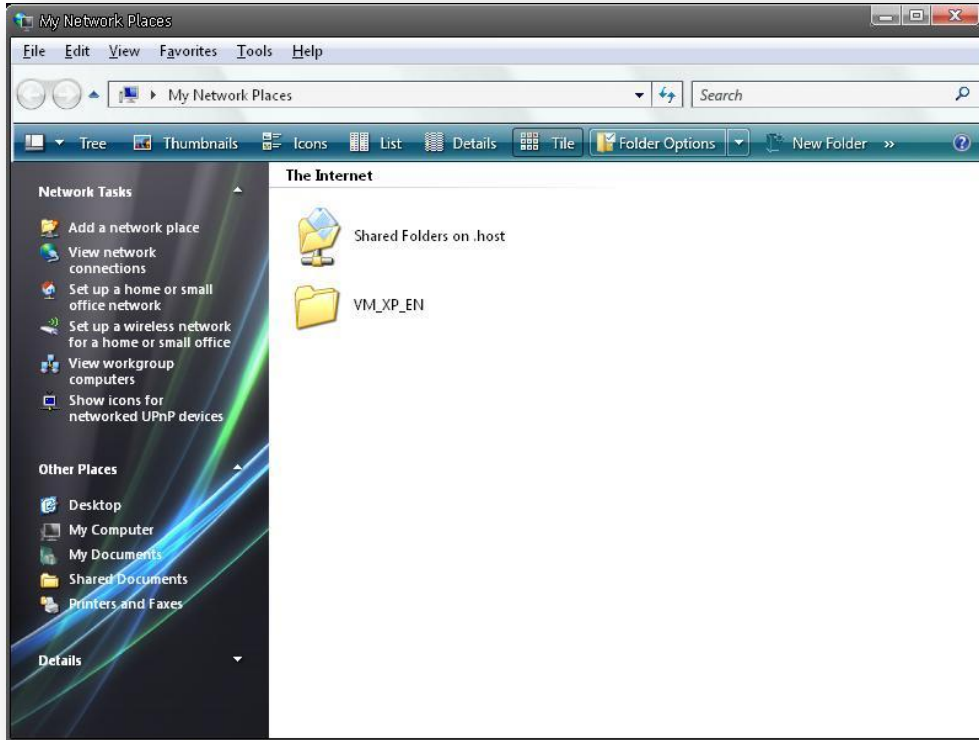 My Network Places
File Edit View Favorites Tools Help
My Network Places Search
Tree Thumbnails Icons List Details Tile Folder Options New Folder »
The Internet
Shared Folders on .host
VM_XP_EN
Network Tasks
Add a network place
View network
connections
Set up a home or small
office network
Set up a wireless network
for a home or small office
View workgroup
computers
Show icons for
networked UPnP devices
Other Places
Desktop
My Computer
My Documents
Shared Documents
Printers and Faxes
Details